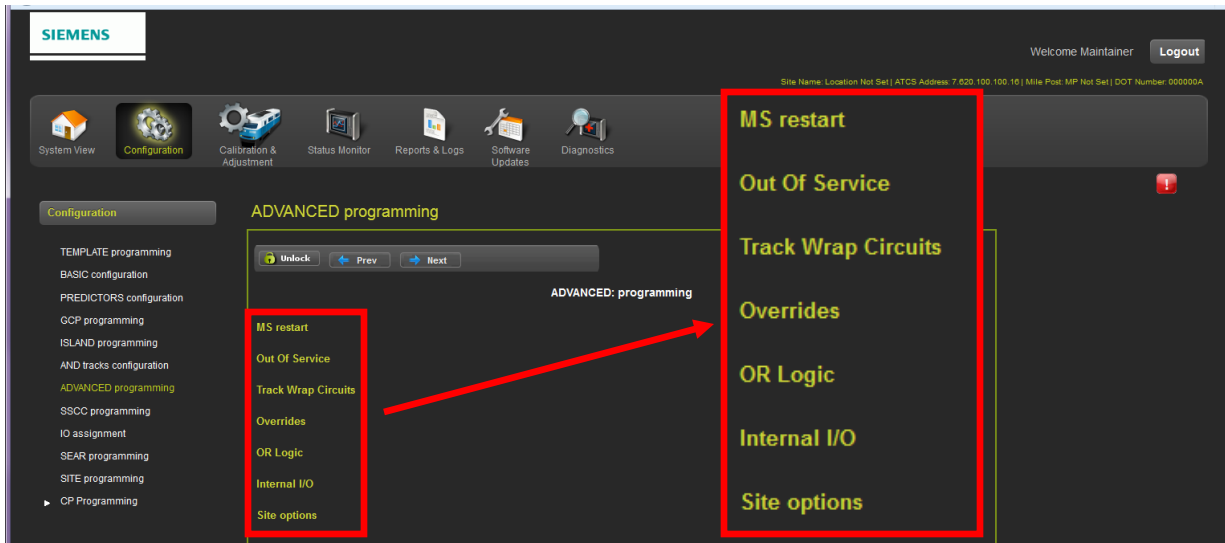 SIEMENS
Welcome Maintainer
Logout
Site Name: Location Not Set | ATCS Address: 7.620.100.100.16 | Mile Post: MP Not Set | DOT Number: 000000A
System View
Configuration
Calibration &
Adjustment
Status Monitor
Reports & Logs
Software
Updates
Diagnostics
Configuration
TEMPLATE programming
BASIC configuration
PREDICTORS configuration
GCP programming
ISLAND programming
AND tracks configuration
ADVANCED programming
SSCC programming
IO assignment
SEAR programming
SITE programming
CP Programming
ADVANCED programming
Unlock
Prev
Next
ADVANCED: programming
MS restart
Out Of Service
Track Wrap Circuits
Overrides
OR Logic
Internal I/O
Site options
MS restart
Out Of Service
Track Wrap Circuits
Overrides
OR Logic
Internal I/O
Site options